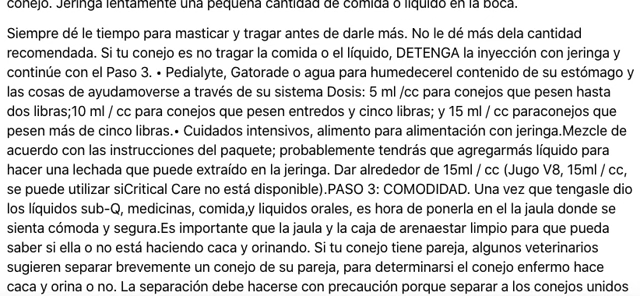 conejo. Jeringa lentamente una pequeña cantidad de comida o líquido en la boca.
Siempre dé le tiempo para masticar y tragar antes de darle más. No le dé más dela cantidad
recomendada. Si tu conejo es no tragar la comida o el líquido, DETENGA la inyección con jeringa y
continúe con el Paso 3. • Pedialyte, Gatorade o agua para humedecerel contenido de su estómago y
las cosas de ayudamoverse a través de su sistema Dosis: 5 ml /cc para conejos que pesen hasta
dos libras;10 ml / cc para conejos que pesen entredos y cinco libras; y 15 ml / cc paraconejos que
pesen más de cinco libras.• Cuidados intensivos, alimento para alimentación con jeringa.Mezcle de
acuerdo con las instrucciones del paquete; probablemente tendrás que agregarmás líquido para
hacer una lechada que puede extraído en la jeringa. Dar alrededor de 15ml / cc (Jugo V8, 15ml / cc,
se puede utilizar siCritical Care no está disponible).PASO 3: COMODIDAD. Una vez que tengasle dio
los líquidos sub-Q, medicinas, comida,y liquidos orales, es hora de ponerla en el la jaula donde se
sienta cómoda y segura.Es importante que la jaula y la caja de arenaestar limpio para que pueda
saber si ella o no está haciendo caca y orinando. Si tu conejo tiene pareja, algunos veterinarios
sugieren separar brevemente un conejo de su pareja, para determinarsi el conejo enfermo hace
caca y orina o no. La separación debe hacerse con precaución porque separar a los conejos unidos